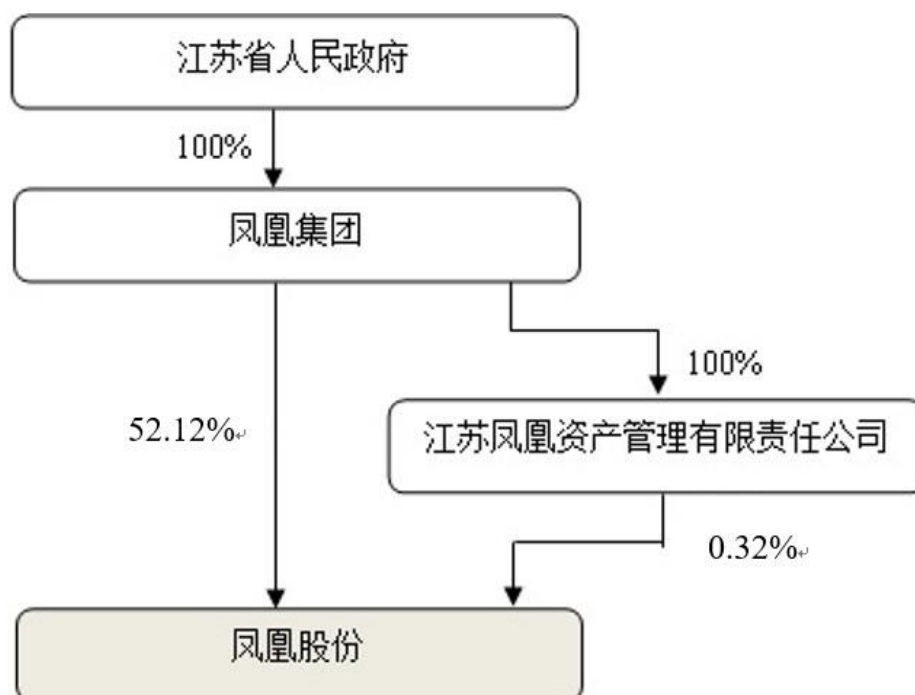 江苏省人民政府
100%
凤凰集团
100%
52.12%
江苏凤凰资产管理有限责任公司
0.32%
凤凰股份